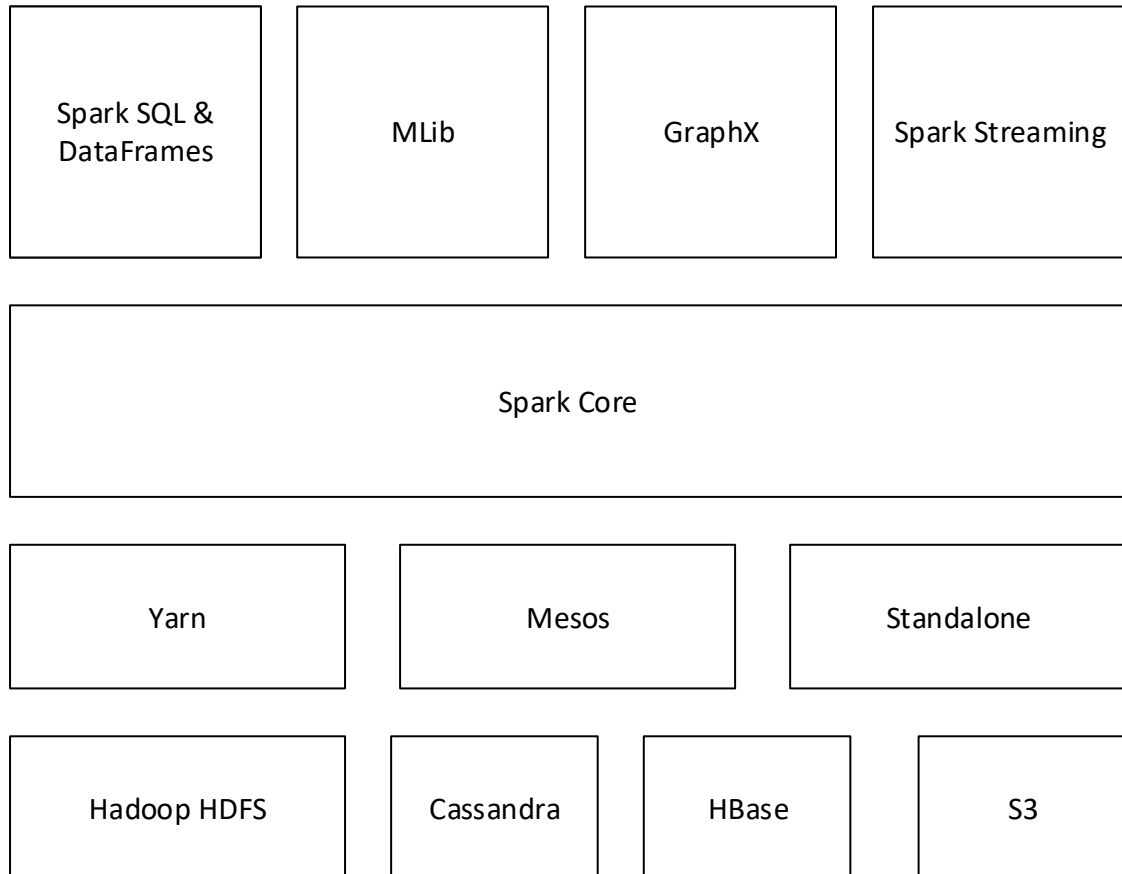 Spark SQL &
DataFrames
MLib
GraphX
Spark Streaming
Spark Core
Yarn
Mesos
Standalone
Hadoop HDFS
Cassandra
HBase
S3